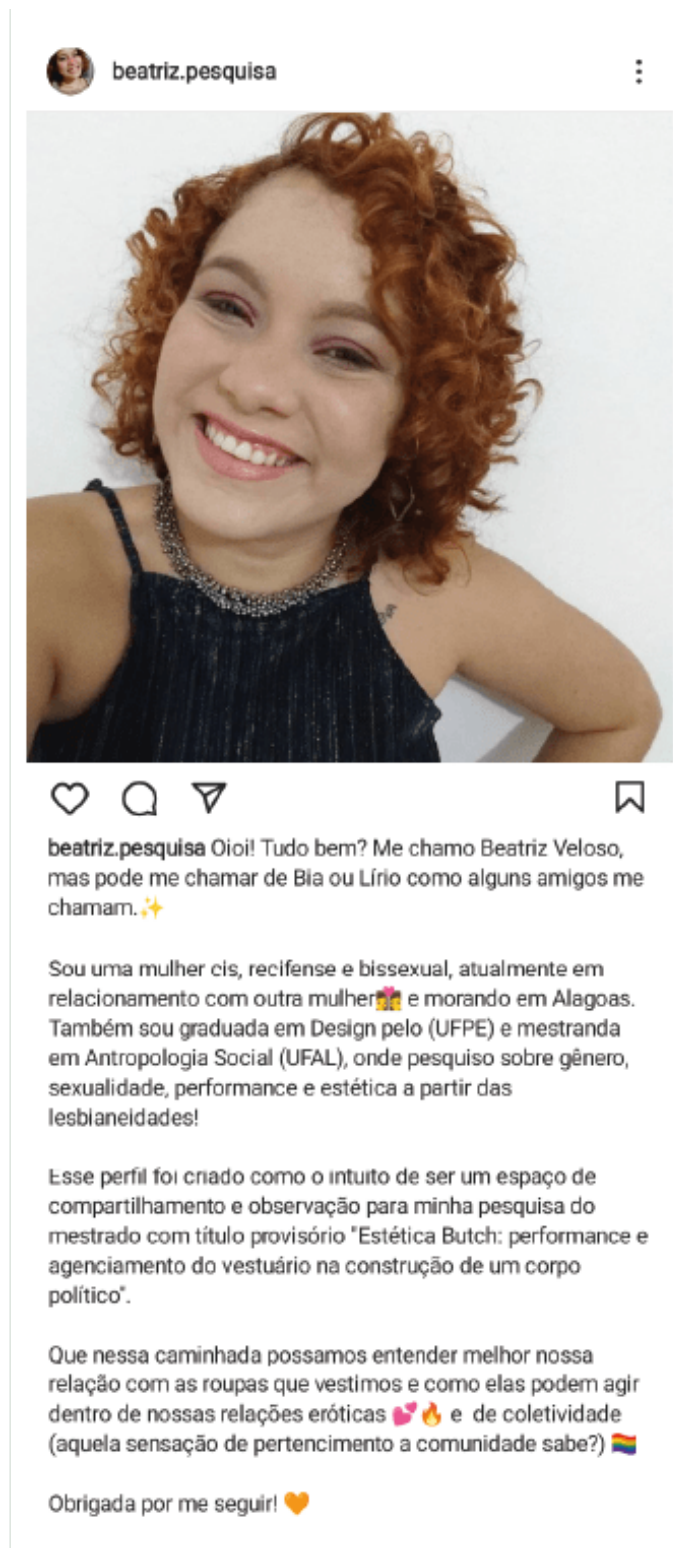 beatriz.pesquisa
beatriz.pesquisa Oioi! Tudo bem? Me chamo Beatriz Veloso,
mas pode me chamar de Bia ou Lírio como alguns amigos me
chamam.✨
Sou uma mulher cis, recifense e bissexual, atualmente em
relacionamento com outra mulher👩‍❤️‍💋‍👩 e morando em Alagoas.
Também sou graduada em Design pelo (UFPE) e mestranda
em Antropologia Social (UFAL), onde pesquiso sobre gênero,
sexualidade, performance e estética a partir das
lesbianeidades!
Esse perfil foi criado como o intuito de ser um espaço de
compartilhamento e observação para minha pesquisa do
mestrado com título provisório "Estética Butch: performance e
agenciamento do vestuário na construção de um corpo
político".
Que nessa caminhada possamos entender melhor nossa
relação com as roupas que vestimos e como elas podem agir
dentro de nossas relações eróticas 💕🔥 e  de coletividade
(aquela sensação de pertencimento a comunidade sabe?) 🏳️‍🌈
Obrigada por me seguir! 🧡